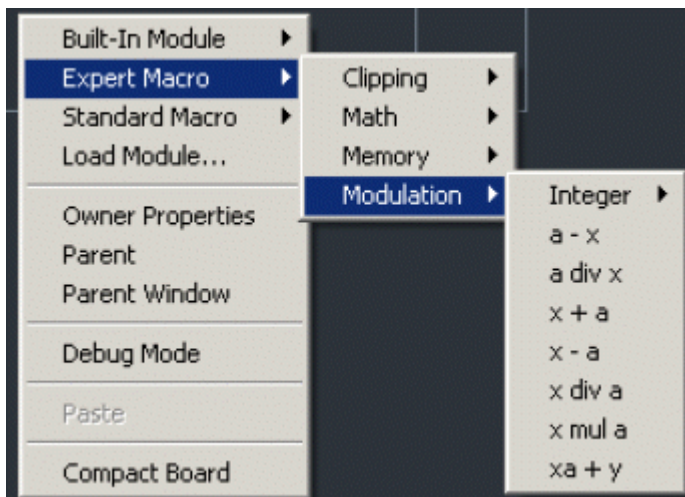 Built-In Module
Expert Macro
Standard Macro
Load Module...
Owner Properties
Parent
Parent Window
Debug Mode
Paste
Compact Board
Clipping
Math
Memory
Modulation
Integer
a - x
a div x
x + a
x - a
x div a
x mul a
xa + y